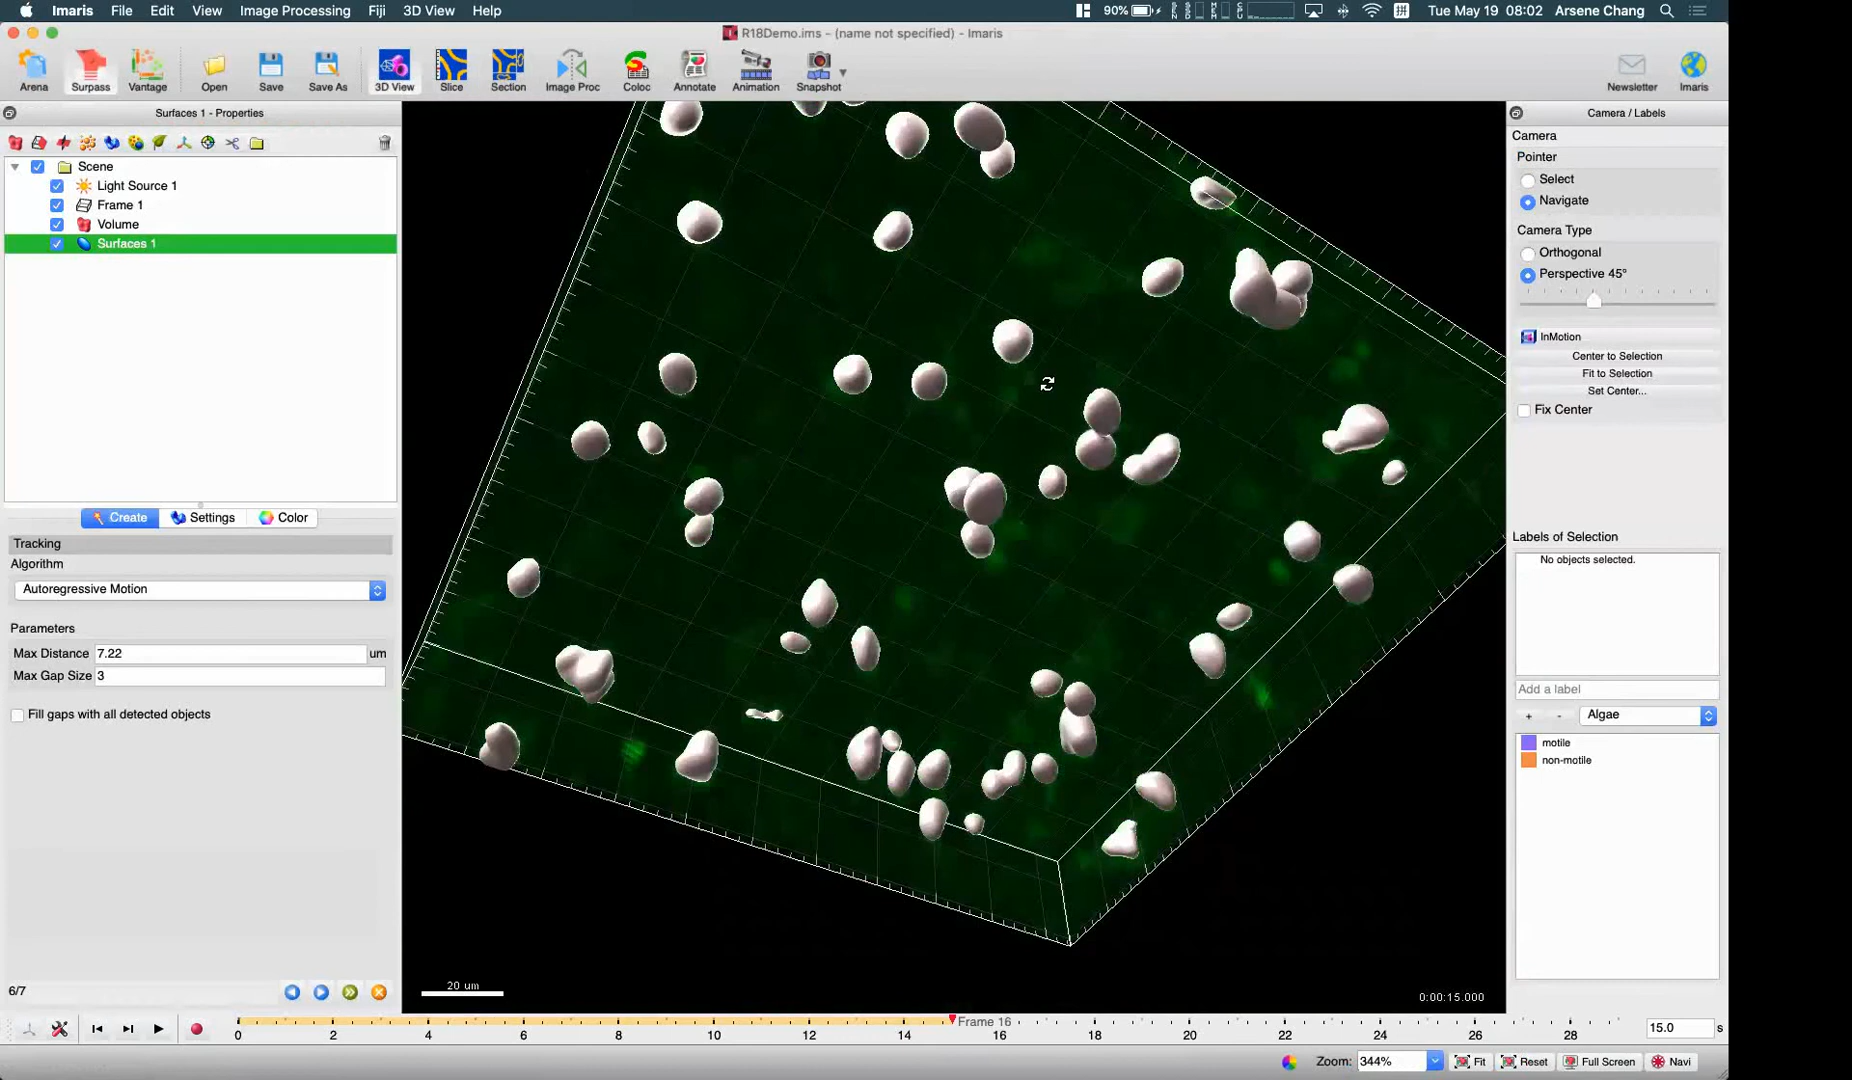 Imaris File Edit View Image Processing Fiji 3D View Help 90% Tue May 19 08:02 Arsene Chang
R18Demo.ims - (name not specified) - Imaris
Arena Surpass Vantage Open Save Save As 3D View Slice Section Image Proc Coloc Annotate Animation Snapshot Newsletter Imaris
Surfaces 1 - Properties
Scene
Light Source 1
Frame 1
Volume
Surfaces 1
Create Settings Color
Tracking
Algorithm
Autoregressive Motion
Parameters
Max Distance 7.22 um
Max Gap Size 3
Fill gaps with all detected objects
6/7
20 um
0:00:15.000
Camera / Labels
Camera
Pointer
Select
Navigate
Camera Type
Orthogonal
Perspective 45°
InMotion
Center to Selection
Fit to Selection
Set Center...
Fix Center
Labels of Selection
No objects selected.
Add a label
+ - Algae
motile
non-motile
Frame 16
0 2 4 6 8 10 12 14 16 18 20 22 24 26 28
15.0 s
Zoom: 344% Fit Reset Full Screen Navi